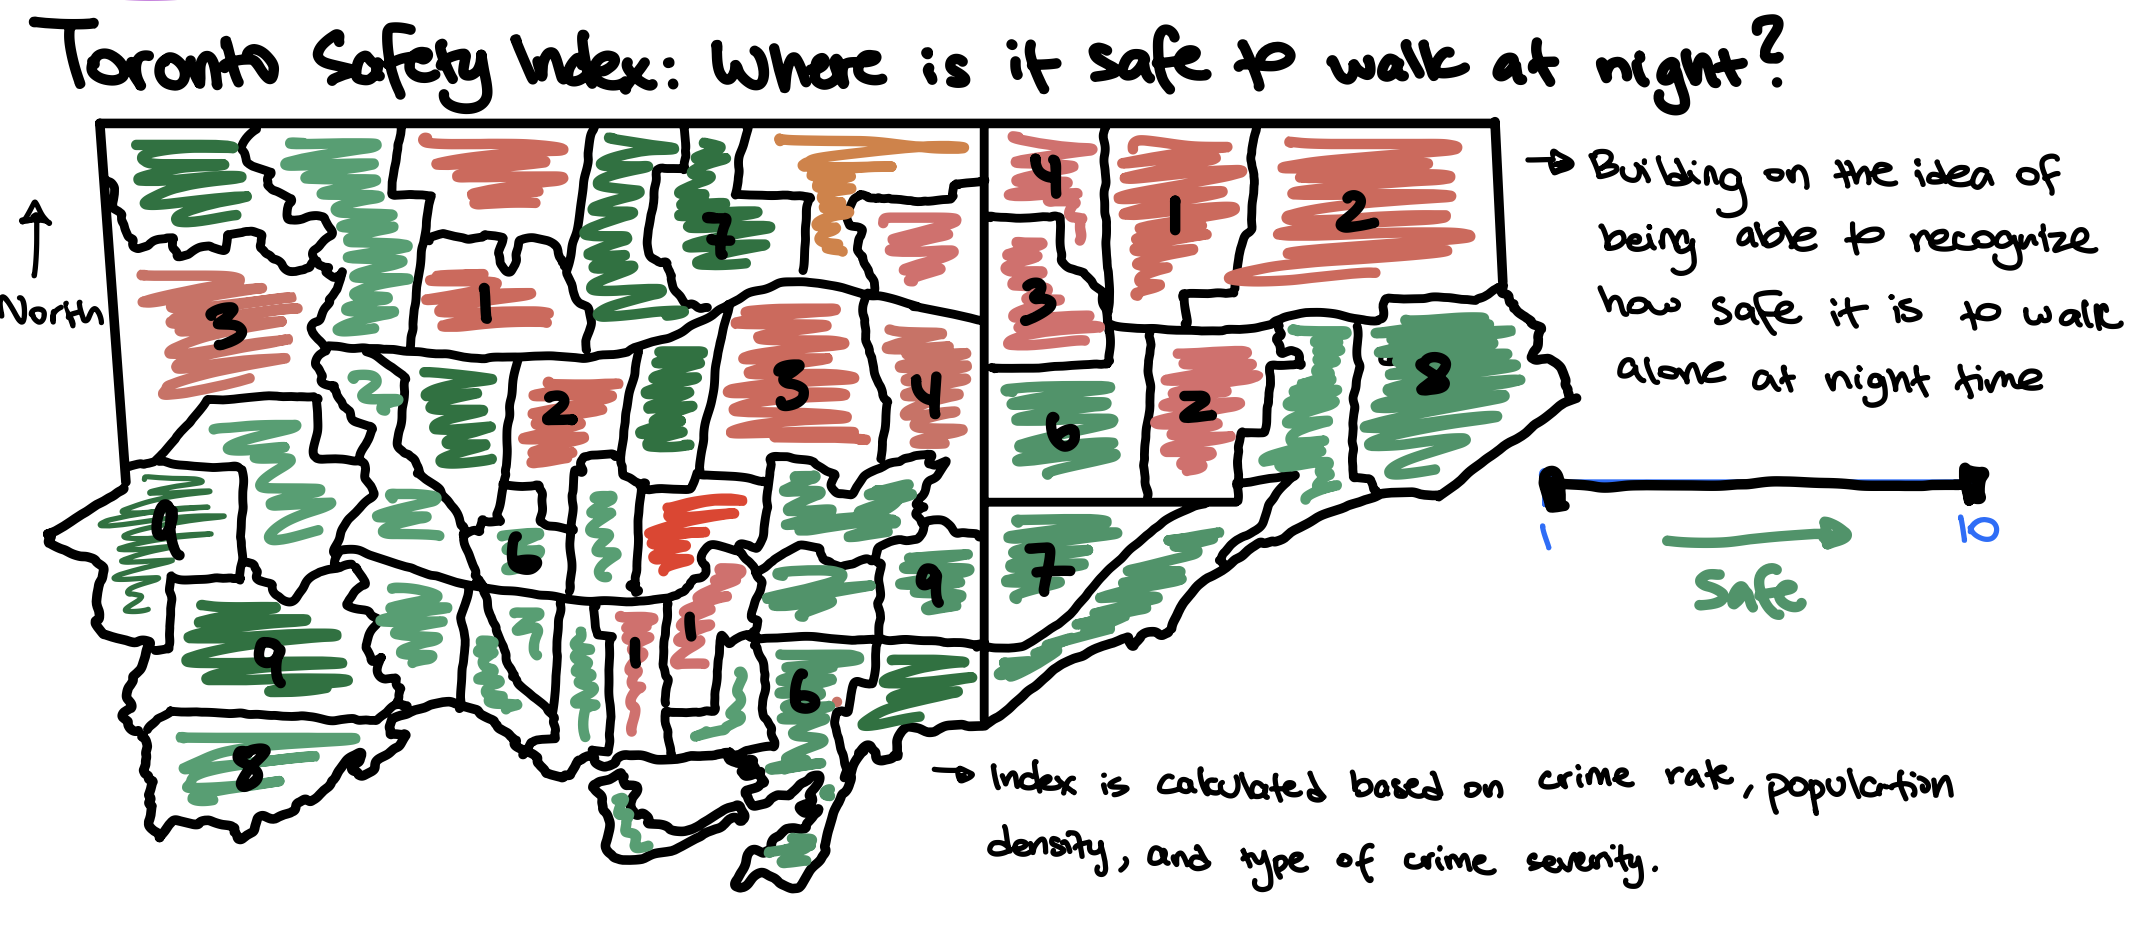 Toronto Safety Index: Where is it safe to walk at night?
→ Building on the idea of
being able to recognize
how safe it is to walk
alone at night time
North
7
4
1
2
3
1
3
2
3
4
6
2
8
9
6
9
7
9
1
1
6
8
1
10
safe
→ Index is calculated based on crime rate, population
density, and type of crime severity.